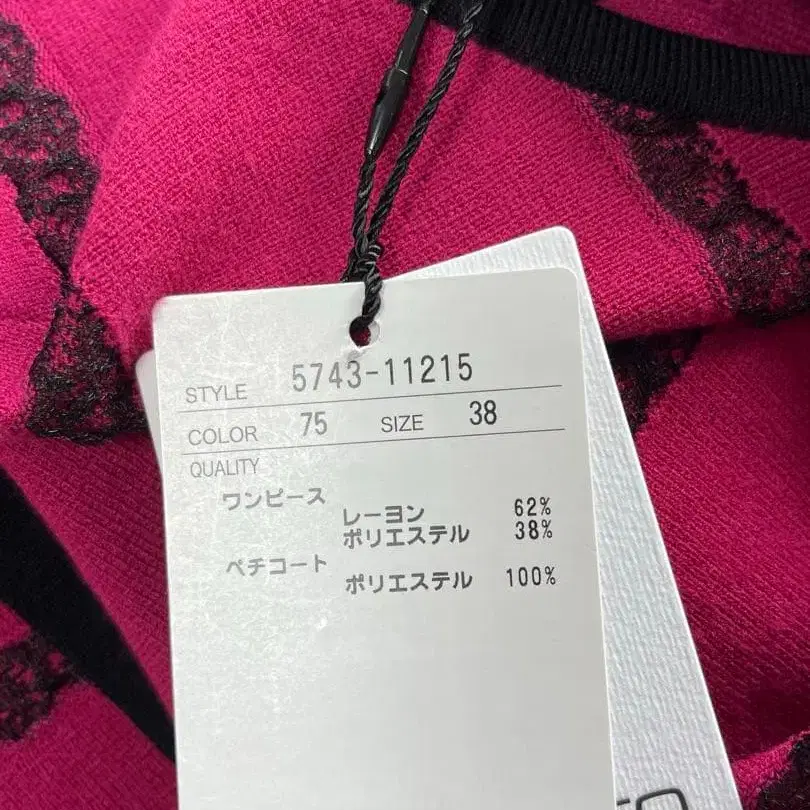 STYLE 5743-11215
COLOR 75 SIZE 38
QUALITY
ワンピース
レーヨン 62%
ポリエステル 38%
ペチコート
ポリエステル 100%